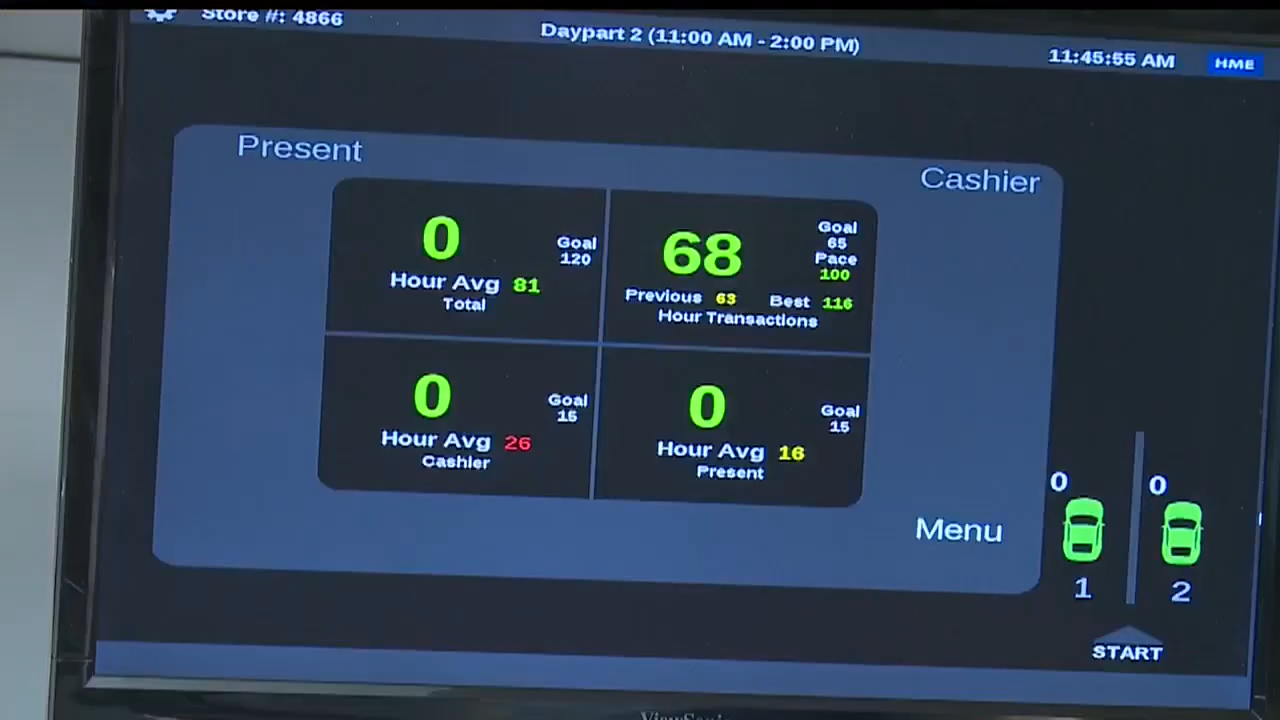 Store #: 4866
Daypart 2 (11:00 AM - 2:00 PM)
11:45:55 AM
HME
Present
Cashier
0
Goal
120
Hour Avg 81
Total
68
Goal
65
Pace
100
Previous 63 Best 116
Hour Transactions
0
Goal
15
Hour Avg 26
Cashier
0
Goal
15
Hour Avg 16
Present
Menu
0
0
1
2
START
ViewSonic